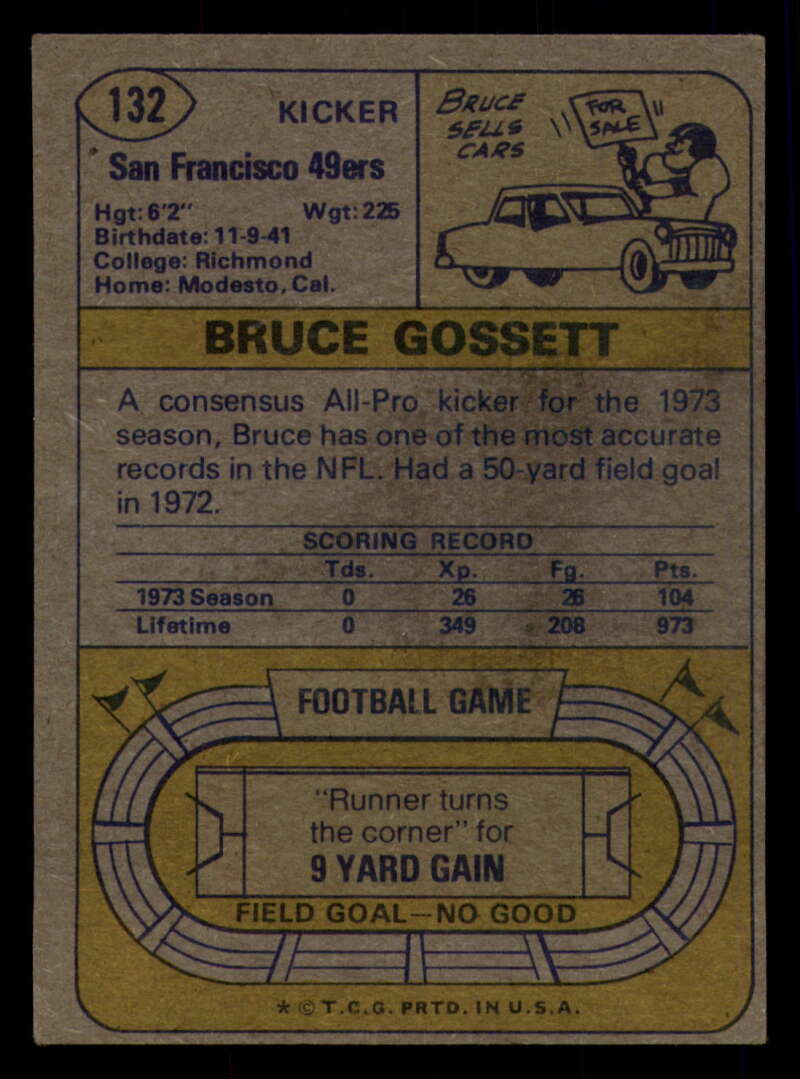 132
KICKER
San Francisco 49ers
Hgt: 6'2" Wgt: 225
Birthdate: 11-9-41
College: Richmond
Home: Modesto, Cal.
BRUCE
SELLS
CARS
FOR
SALE
BRUCE GOSSETT
A consensus All-Pro kicker for the 1973
season, Bruce has one of the most accurate
records in the NFL. Had a 50-yard field goal
in 1972.
SCORING RECORD
Tds. Xp. Fg. Pts.
1973 Season 0 26 26 104
Lifetime 0 349 208 973
FOOTBALL GAME
"Runner turns
the corner" for
9 YARD GAIN
FIELD GOAL—NO GOOD
* © T.C.G. PRTD. IN U.S.A.